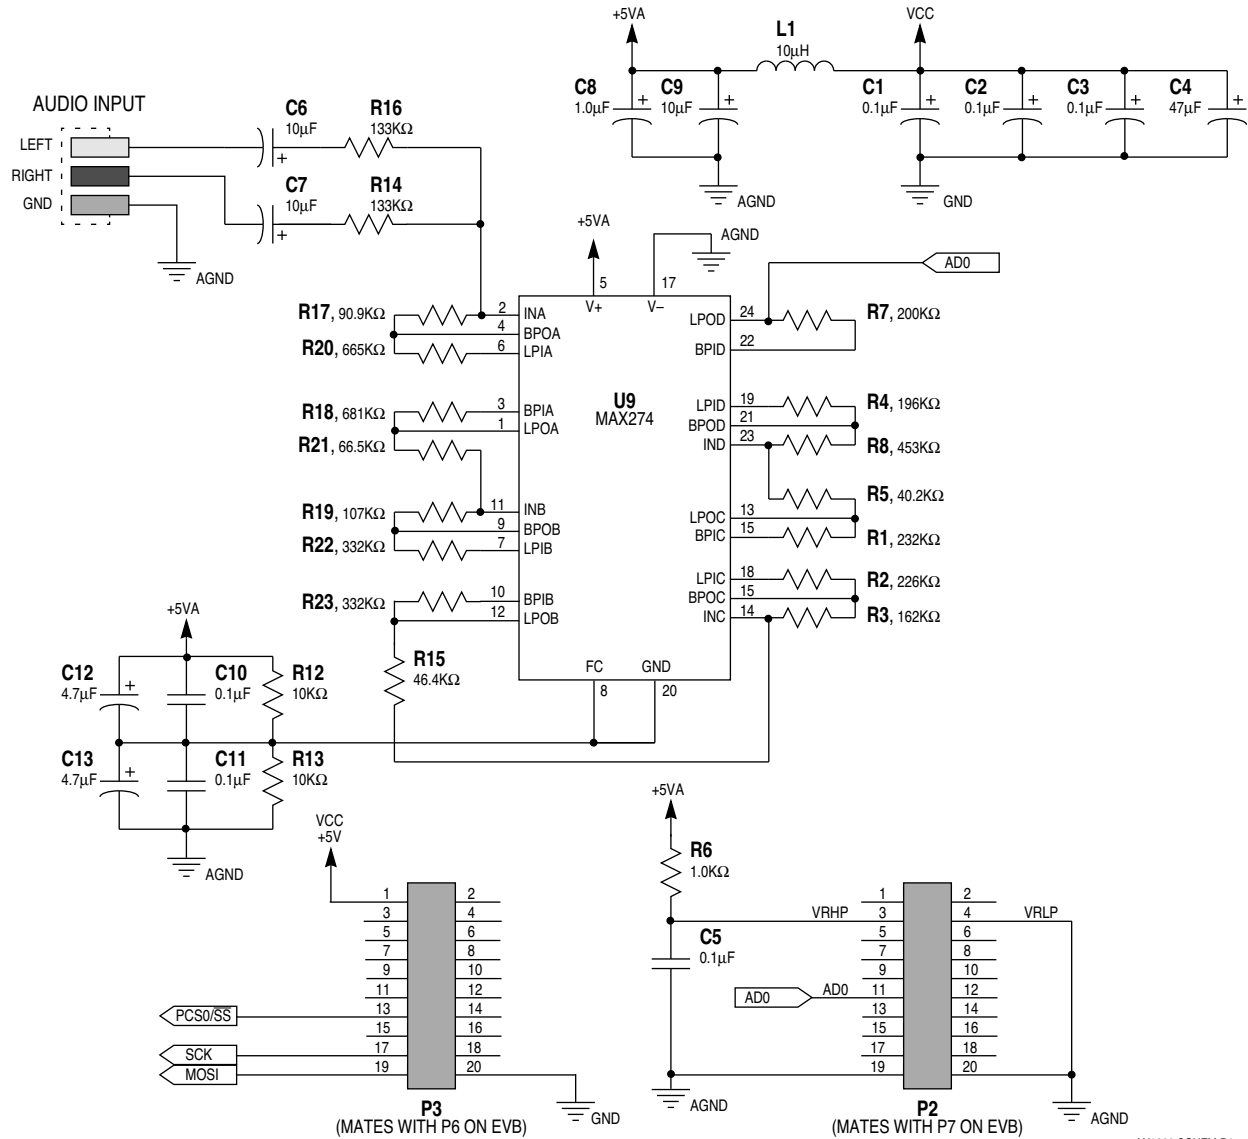 +5VA
L1
10µH
VCC
C8
1.0µF
+
C9
10µF
+
C1
0.1µF
+
C2
0.1µF
+
C3
0.1µF
+
C4
47µF
+
AGND
GND
AUDIO INPUT
LEFT
RIGHT
GND
AGND
C6
10µF
+
R16
133KΩ
C7
10µF
+
R14
133KΩ
+5VA
AGND
5
17
V+
V–
AD0
R17, 90.9KΩ
2
INA
4
BPOA
R20, 665KΩ
6
LPIA
R18, 681KΩ
3
BPIA
1
LPOA
R21, 66.5KΩ
R19, 107KΩ
11
INB
9
BPOB
R22, 332KΩ
7
LPIB
R23, 332KΩ
10
BPIB
12
LPOB
U9
MAX274
LPOD
24
R7, 200KΩ
BPID
22
LPID
19
R4, 196KΩ
BPOD
21
IND
23
R8, 453KΩ
R5, 40.2KΩ
LPOC
13
BPIC
15
R1, 232KΩ
LPIC
18
R2, 226KΩ
BPOC
15
INC
14
R3, 162KΩ
FC
GND
8
20
R15
46.4KΩ
+5VA
C12
4.7µF
+
C10
0.1µF
R12
10KΩ
C13
4.7µF
+
C11
0.1µF
R13
10KΩ
AGND
VCC
+5V
1
2
3
4
5
6
7
8
9
10
11
12
PCS0/SS
13
14
15
16
SCK
17
18
MOSI
19
20
GND
P3
(MATES WITH P6 ON EVB)
+5VA
R6
1.0KΩ
C5
0.1µF
AGND
1
2
VRHP
3
4
VRLP
5
6
7
8
9
10
AD0
AD0
11
12
13
14
15
16
17
18
19
20
AGND
P2
(MATES WITH P7 ON EVB)